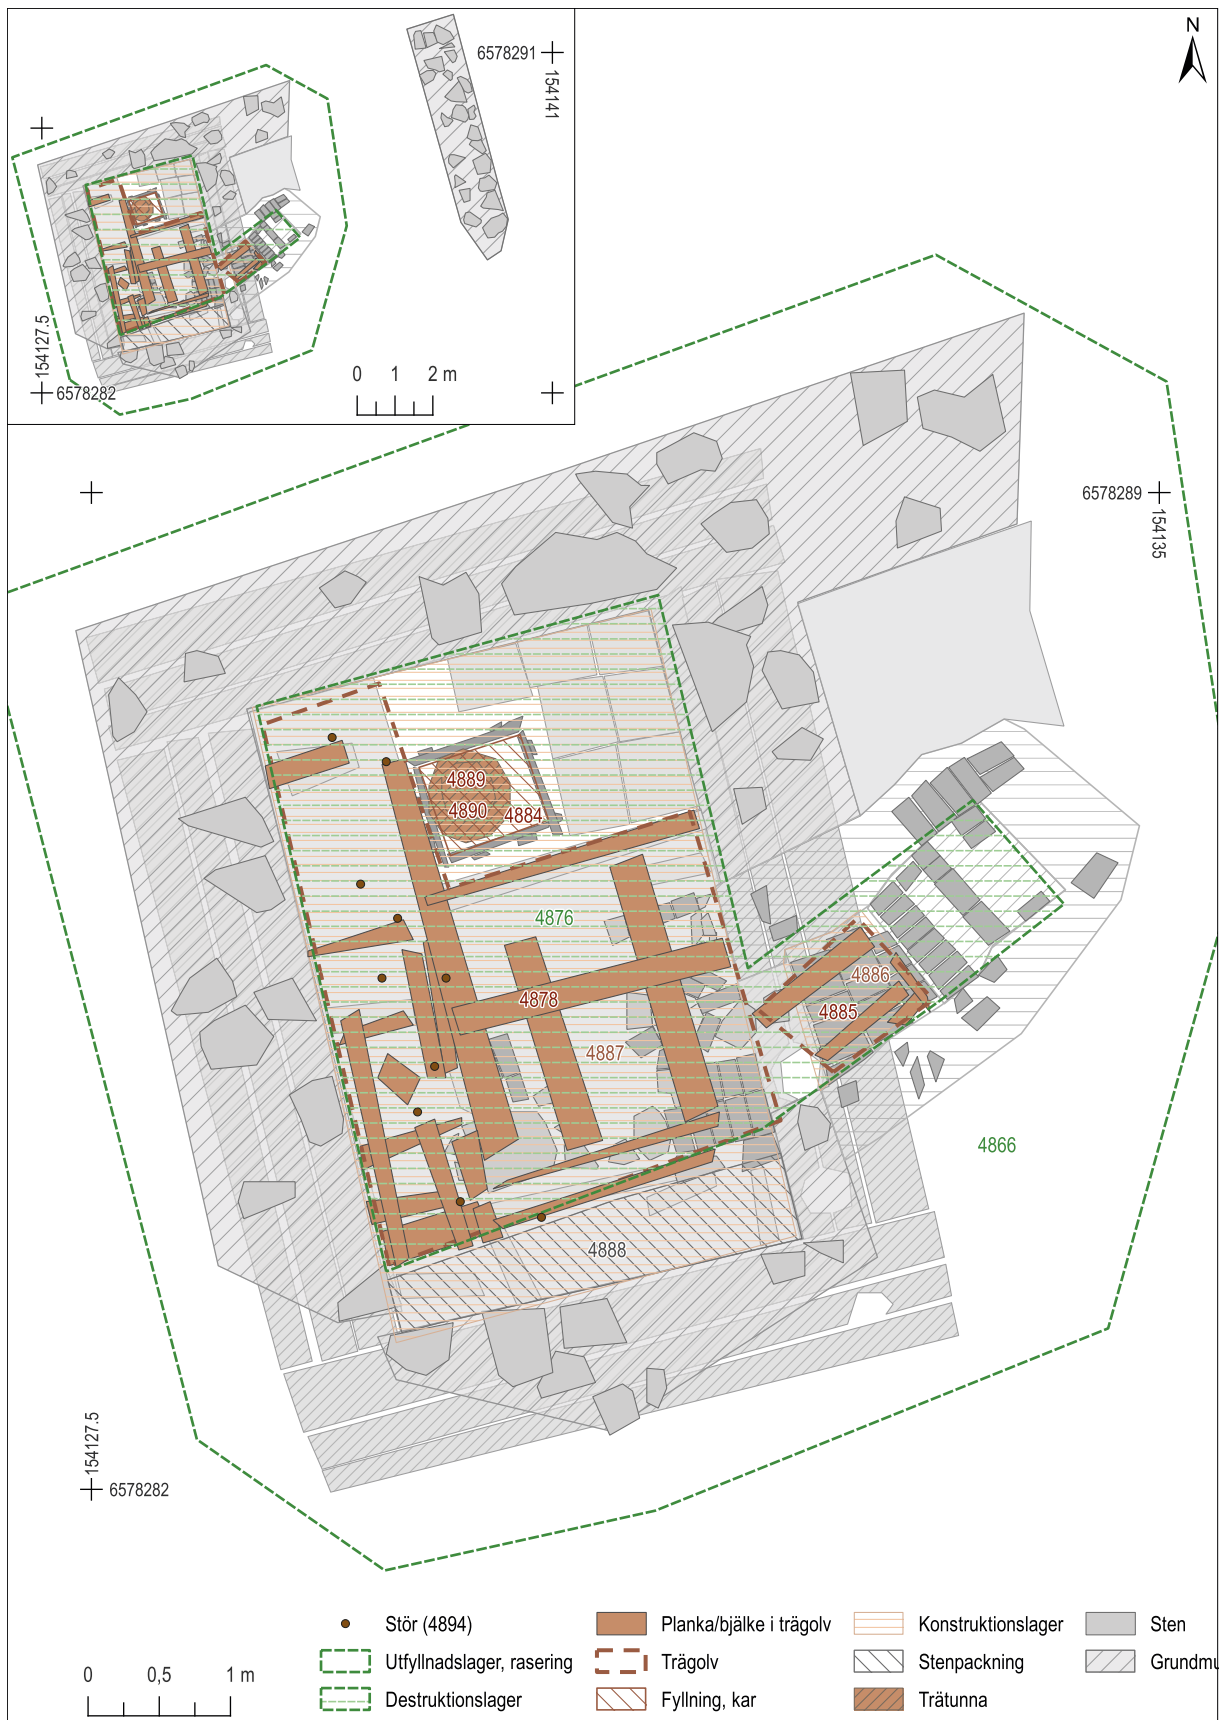 N
6578291
154141
154127.5
6578282
0 1 2 m
6578289
154135
4889
4890
4884
4876
4886
4878
4885
4887
4866
4888
154127.5
6578282
0 0,5 1 m
Stör (4894)
Utfyllnadslager, rasering
Destruktionslager
Planka/bjälke i trägolv
Trägolv
Fyllning, kar
Konstruktionslager
Stenpackning
Trätunna
Sten
Grundmu